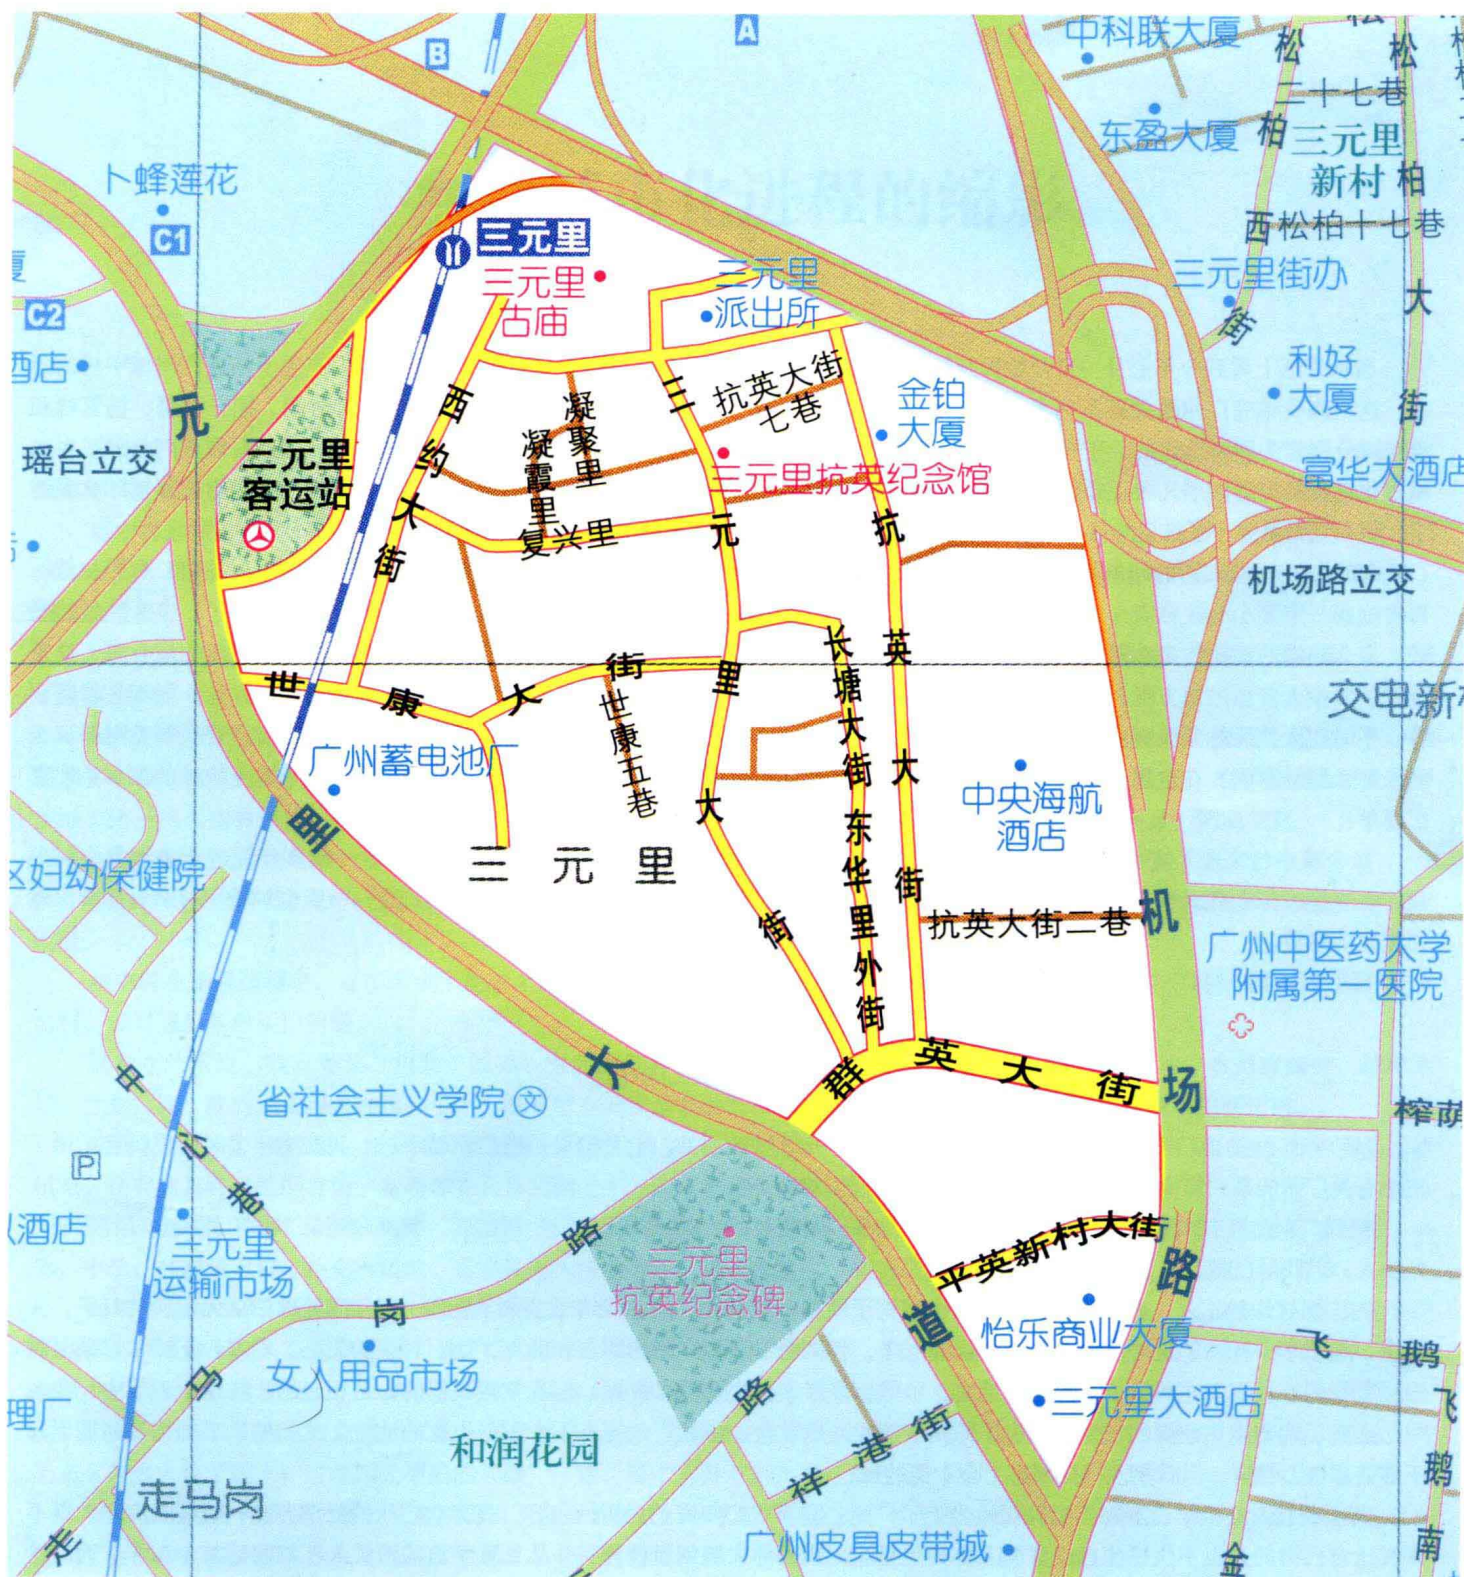 A
B
中科联大厦
二十七巷
东盈大厦
三元里
新村
松柏大街
松柏街
卜蜂莲花
C1
西松柏十七巷
三元里
三元里
古庙
三元里
派出所
三元里街办
C2
酒店
利好
大厦
金铂
大厦
抗英大街
七巷
西约大街
凝聚里
凝霞里
瑶台立交
三元里
客运站
三元里抗英纪念馆
富华大酒店
复兴里
机场路立交
三元里大街
抗英大街
长塘大街
东华里外街
世康大街
世康五巷
交电新
广州蓄电池厂
中央海航
酒店
三元里
区妇幼保健院
抗英大街二巷
广州中医药大学
附属第一医院
三元里大道
机场路
群英大街
省社会主义学院
文
榨荫
中心巷
P
酒店
三元里
运输市场
三元里
抗英纪念碑
平英新村大街
走马岗路
怡乐商业大厦
飞鹅
女人用品市场
三元里大酒店
理厂
路
飞鹅南
祥港街
和润花园
走马岗
广州皮具皮带城
走
金